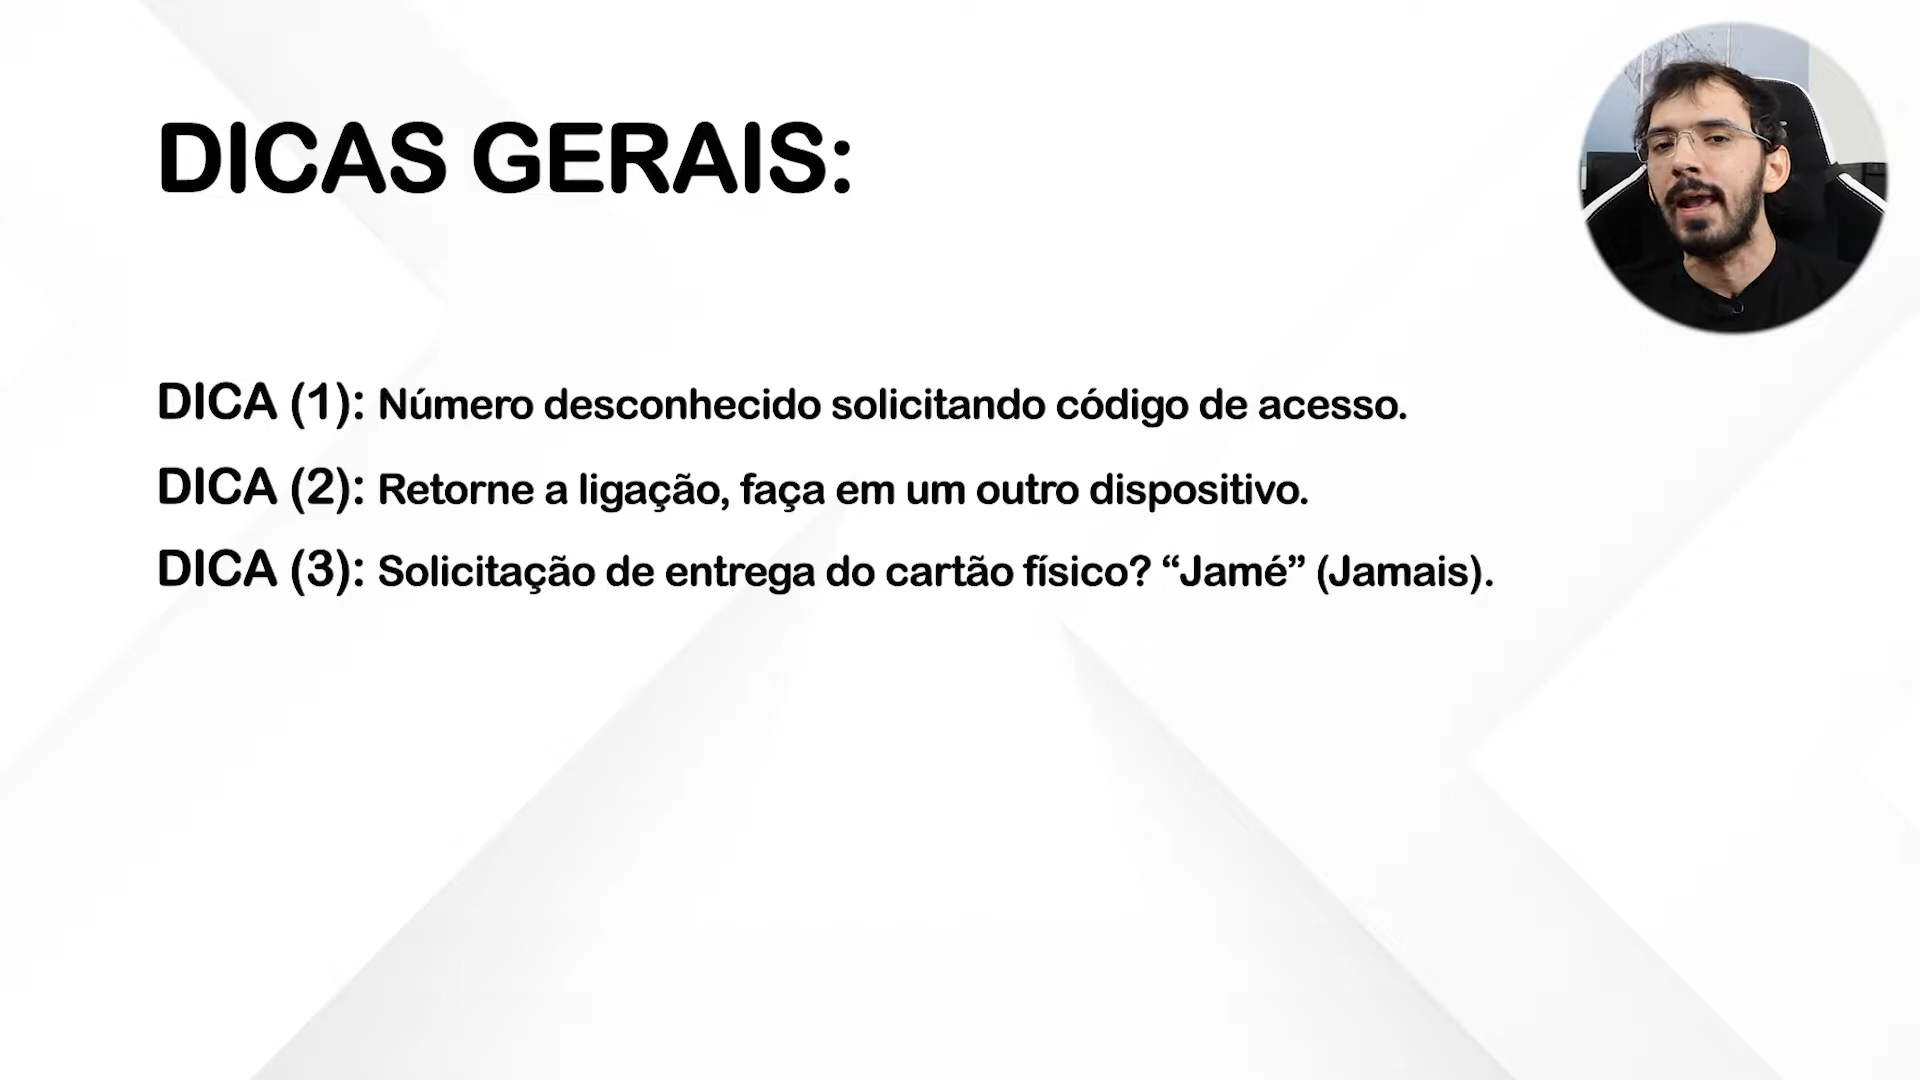 DICAS GERAIS:
DICA (1): Número desconhecido solicitando código de acesso.
DICA (2): Retorne a ligação, faça em um outro dispositivo.
DICA (3): Solicitação de entrega do cartão físico? “Jamé” (Jamais).